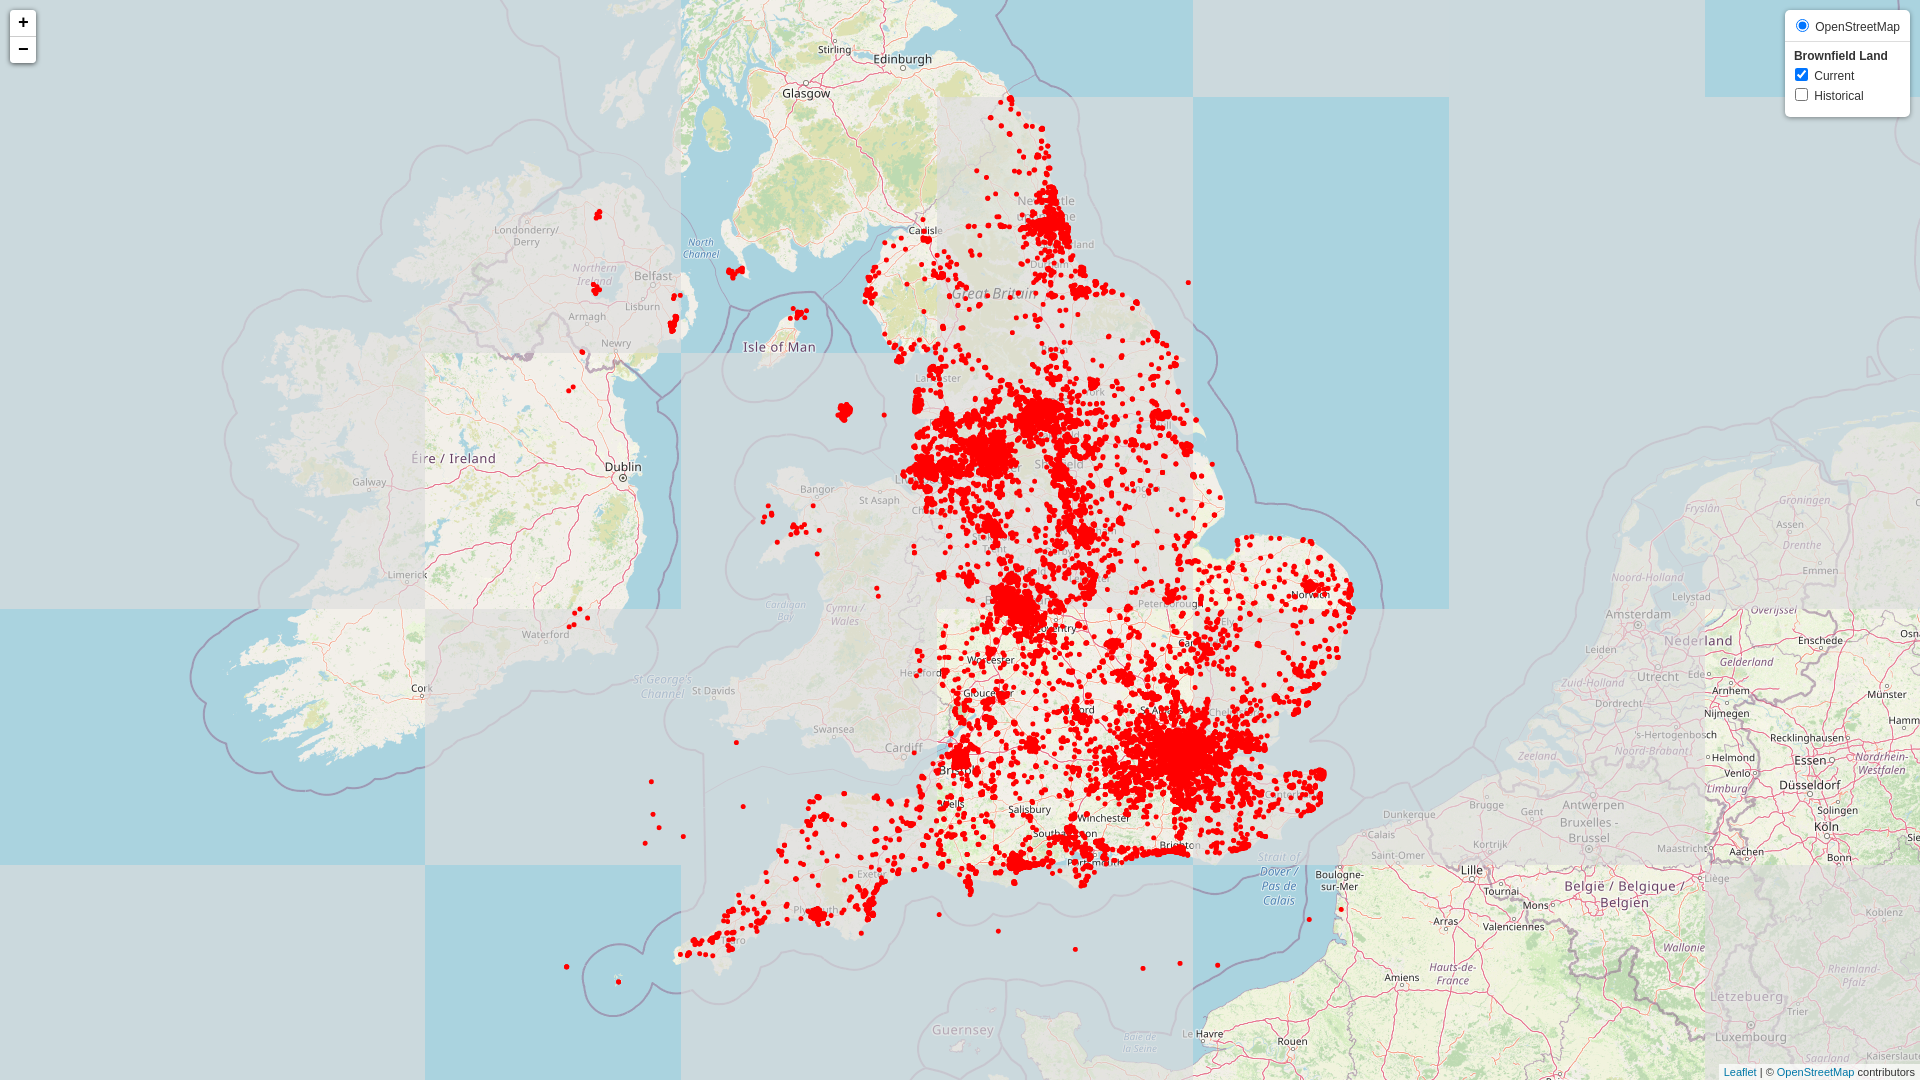 +
−
OpenStreetMap
Brownfield Land
Current
Historical
Stirling
Edinburgh
Glasgow
Londonderry/
Derry
North
Channel
Carlisle
Northern
Ireland
Belfast
Lisburn
Armagh
Newry
Great Britain
Isle of Man
Éire / Ireland
Dublin
Galway
Bangor
St Asaph
Limerick
Cardigan
Bay
Cymru /
Wales
Waterford
Cork
St George's
Channel
St Davids
Swansea
Cardiff
Norwich
Peterborough
Coventry
Worcester
Hereford
Gloucester
Bristol
Wells
Salisbury
Winchester
Southampton
Portsmouth
Brighton
Exeter
Plymouth
Truro
Strait of
Dover /
Pas de
Calais
Guernsey
Baie de
la Seine
Le Havre
Rouen
Amiens
Hauts-de-
France
Boulogne-
sur-Mer
Calais
Dunkerque
Saint-Omer
Lille
Tournai
Mons
Arras
Valenciennes
België / Belgique /
Belgien
Wallonie
Brugge
Gent
Kortrijk
Antwerpen
Bruxelles -
Brussel
Maastricht
Liège
Zeeland
Noord-Brabant
's-Hertogenbosch
Dordrecht
Zuid-Holland
Leiden
Utrecht
Ede
Amsterdam
Noord-Holland
Lelystad
Nederland
Fryslân
Groningen
Assen
Drenthe
Emmen
Overijssel
Enschede
Gelderland
Arnhem
Nijmegen
Münster
Recklinghausen
Helmond
Venlo
Limburg
Essen
Düsseldorf
Nordrhein-
Westfalen
Solingen
Köln
Bonn
Aachen
Koblenz
Rheinland-
Pfalz
Lëtzebuerg
Trier
Luxembourg
Saarland
Kaiserslaute
Leaflet | © OpenStreetMap contributors